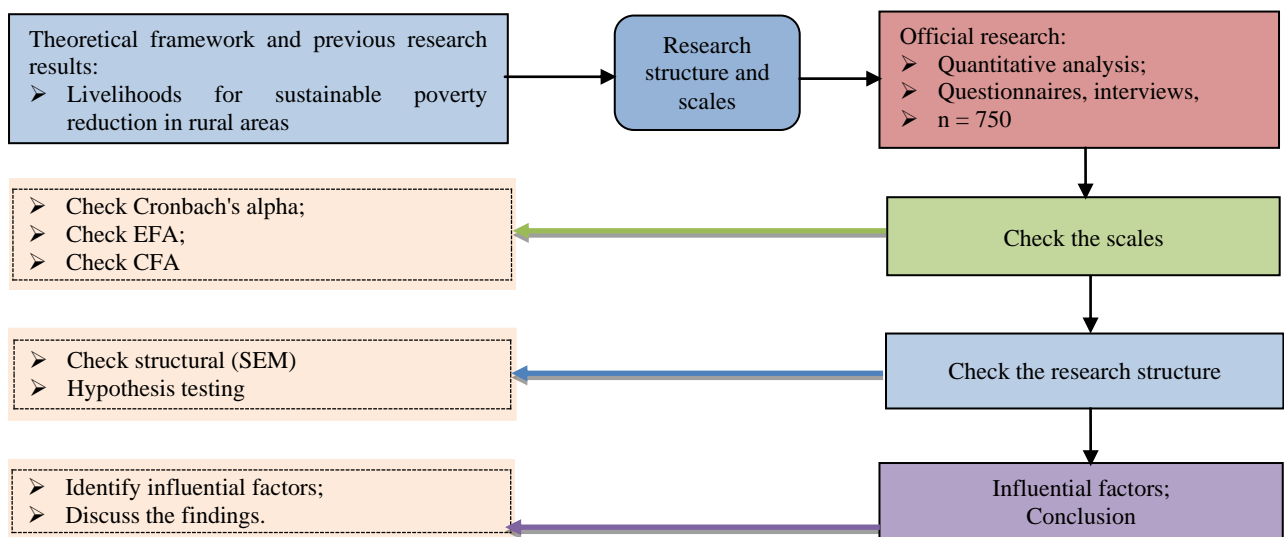 Theoretical framework and previous research
results:
➢ Livelihoods for sustainable poverty
reduction in rural areas
Research
structure and
scales
Official research:
➢ Quantitative analysis;
➢ Questionnaires, interviews,
➢ n = 750
➢ Check Cronbach's alpha;
➢ Check EFA;
➢ Check CFA
Check the scales
➢ Check structural (SEM)
➢ Hypothesis testing
Check the research structure
➢ Identify influential factors;
➢ Discuss the findings.
Influential factors;
Conclusion